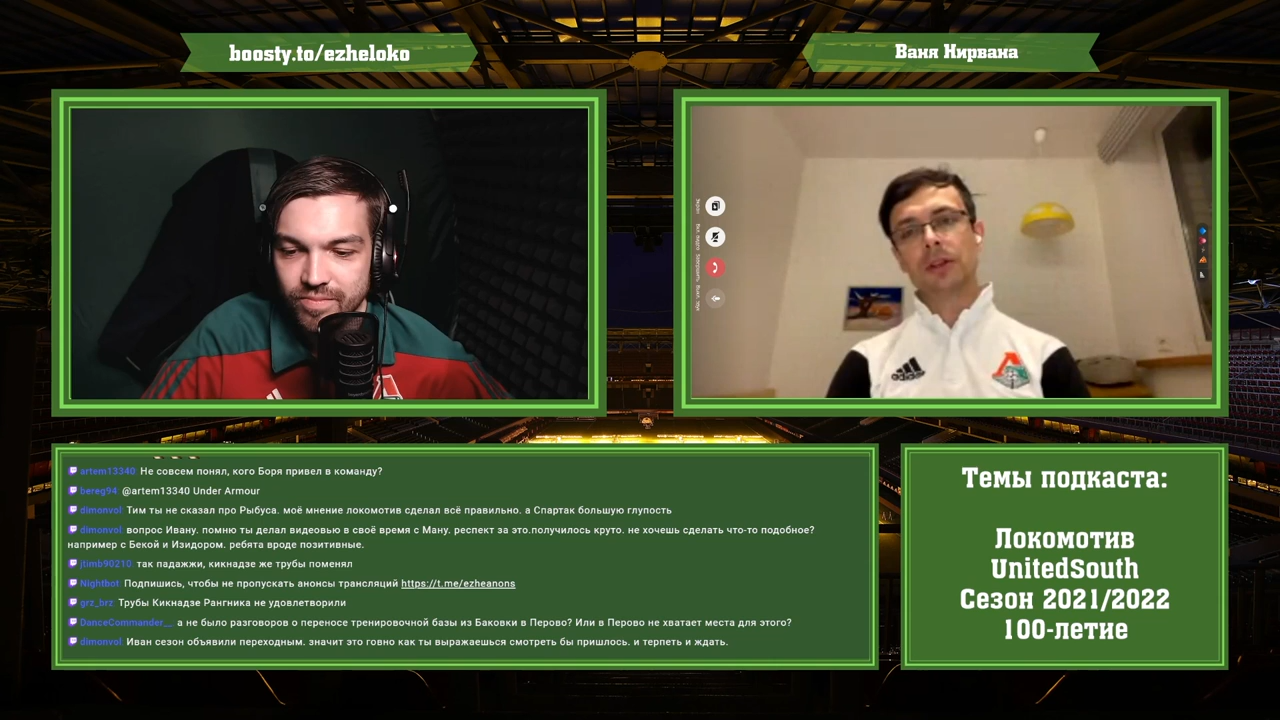 boosty.to/ezheloko
Ваня Нирвана
adidas
artem13340: Не совсем понял, кого Боря привел в команду?
bereg94: @artem13340 Under Armour
dimonvol: Тим ты не сказал про Рыбуса. моё мнение локомотив сделал всё правильно. а Спартак большую глупость
dimonvol: вопрос Ивану. помню ты делал видеовью в своё время с Ману. респект за это.получилось круто. не хочешь сделать что-то подобное?
например с Бекой и Изидором. ребята вроде позитивные.
jtimb90210: так падажжи, кикнадзе же трубы поменял
Nightbot: Подпишись, чтобы не пропускать анонсы трансляций https://t.me/ezheanons
grz_brz: Трубы Кикнадзе Рангника не удовлетворили
DanceCommander__: а не было разговоров о переносе тренировочной базы из Баковки в Перово? Или в Перово не хватает места для этого?
dimonvol: Иван сезон объявили переходным. значит это говно как ты выражаешься смотреть бы пришлось. и терпеть и ждать.
Темы подкаста:
Локомотив
UnitedSouth
Сезон 2021/2022
100-летие